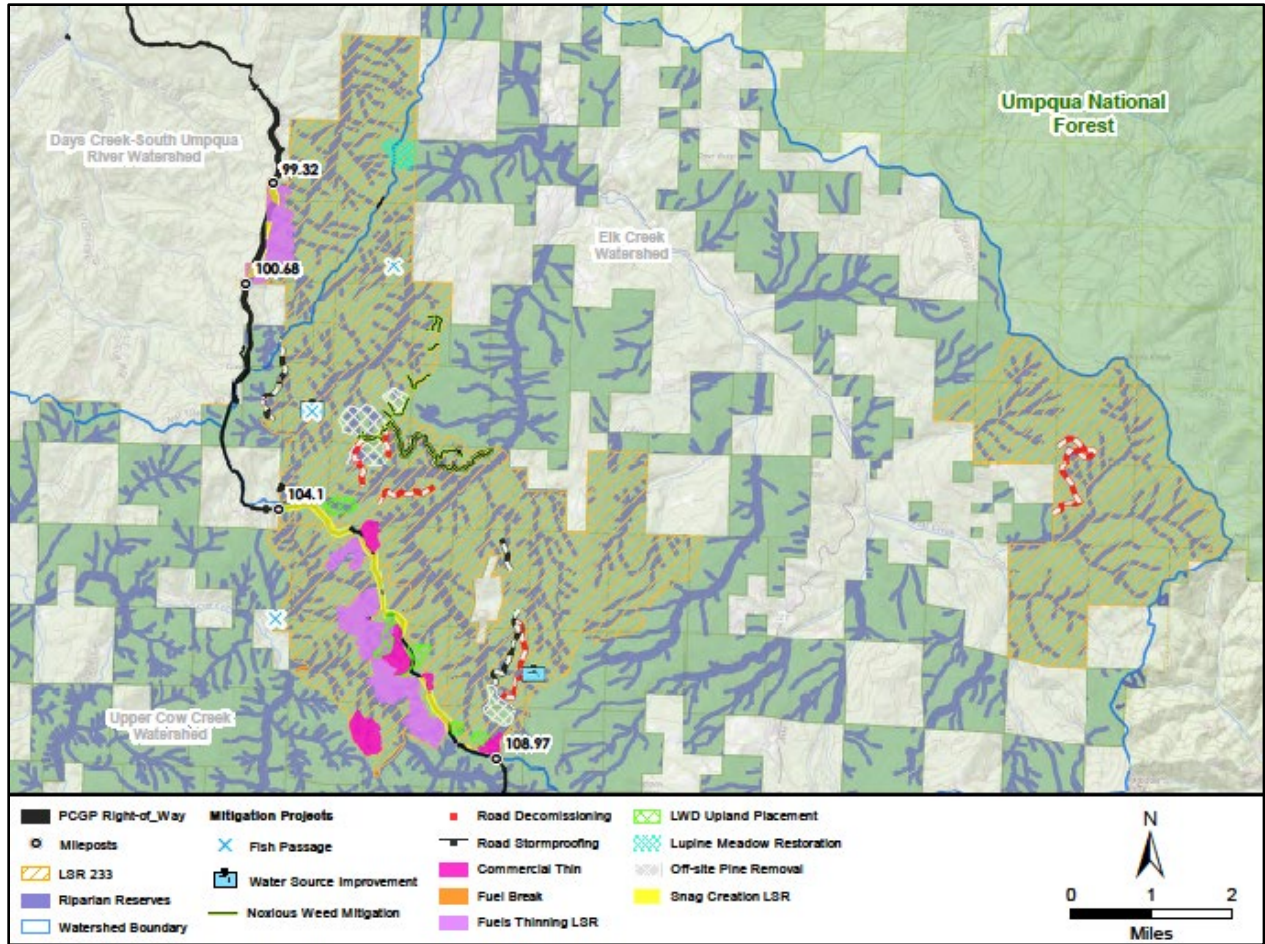 Umpqua National
Forest
Days Creek-South Umpqua
River Watershed
99.32
Elk Creek
Watershed
100.68
104.1
Upper Cow Creek
Watershed
108.97
PCGP Right-of_Way
Mileposts
LSR 233
Riparian Reserves
Watershed Boundary
Mitigation Projects
Fish Passage
Water Source Improvement
Noxious Weed Mitigation
Road Decomissioning
Road Stormproofing
Commercial Thin
Fuel Break
Fuels Thinning LSR
LWD Upland Placement
Lupine Meadow Restoration
Off-site Pine Removal
Snag Creation LSR
N
0 1 2
Miles